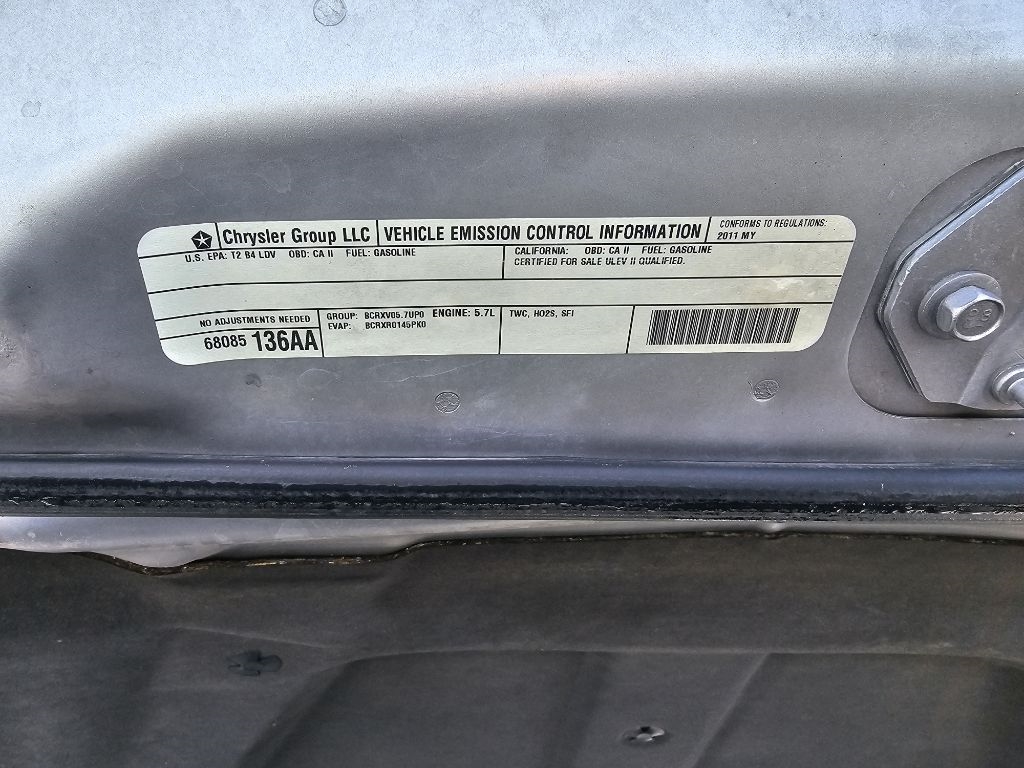 Chrysler Group LLC
VEHICLE EMISSION CONTROL INFORMATION
CONFORMS TO REGULATIONS:
2011 MY
U.S. EPA: T2 B4 LDV OBD: CA II FUEL: GASOLINE
CALIFORNIA: OBD: CA II FUEL: GASOLINE
CERTIFIED FOR SALE ULEV II QUALIFIED.
NO ADJUSTMENTS NEEDED
68085 136AA
GROUP: BCRXV05.7UP0 ENGINE: 5.7L
EVAP: BCRXR0145PK0
TWC, HO2S, SFI